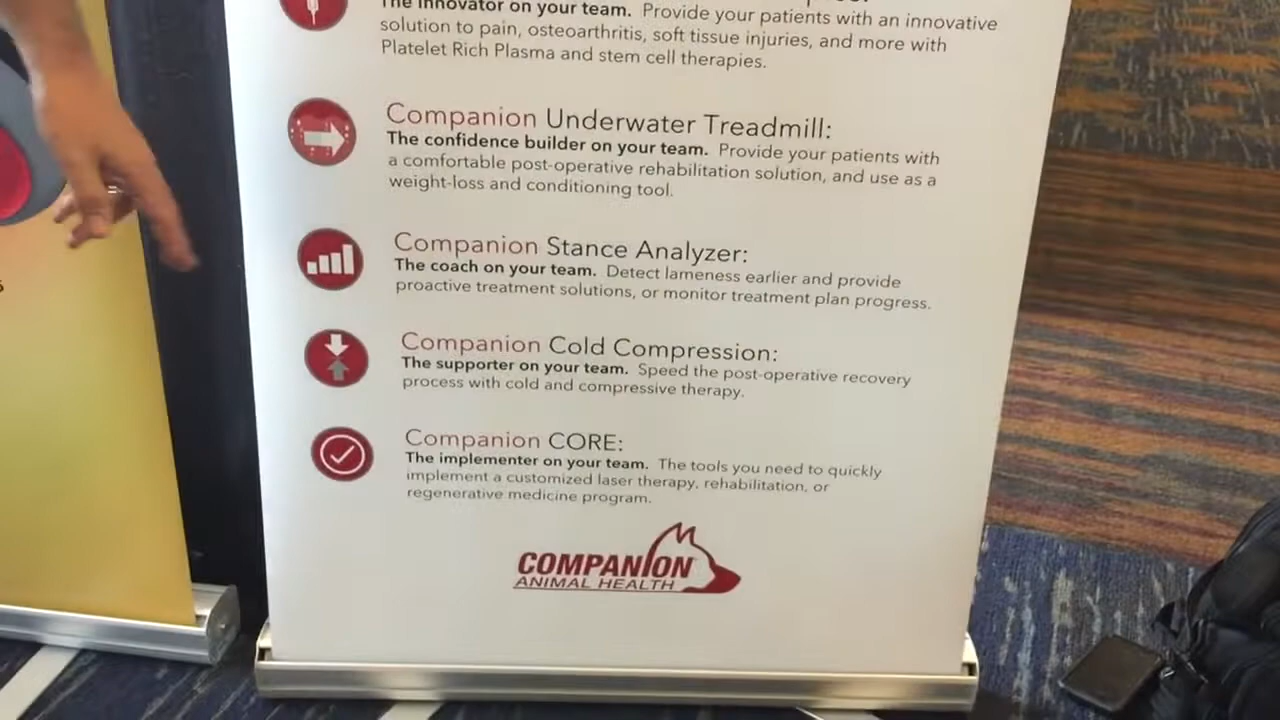 The innovator on your team. Provide your patients with an innovative
solution to pain, osteoarthritis, soft tissue injuries, and more with
Platelet Rich Plasma and stem cell therapies.
Companion Underwater Treadmill:
The confidence builder on your team. Provide your patients with
a comfortable post-operative rehabilitation solution, and use as a
weight-loss and conditioning tool.
Companion Stance Analyzer:
The coach on your team. Detect lameness earlier and provide
proactive treatment solutions, or monitor treatment plan progress.
Companion Cold Compression:
The supporter on your team. Speed the post-operative recovery
process with cold and compressive therapy.
Companion CORE:
The implementer on your team. The tools you need to quickly
implement a customized laser therapy, rehabilitation, or
regenerative medicine program.
COMPANION
ANIMAL HEALTH